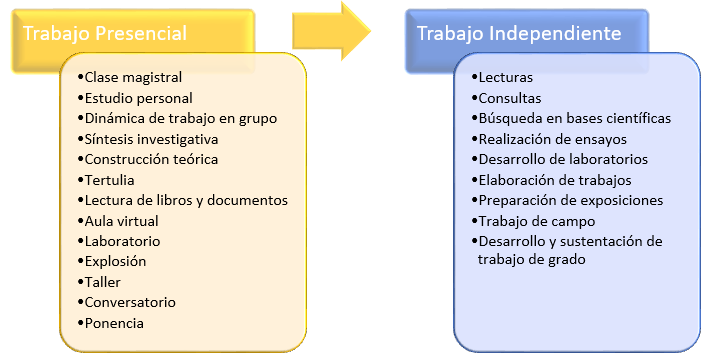 Trabajo Presencial
•Clase magistral
•Estudio personal
•Dinámica de trabajo en grupo
•Síntesis investigativa
•Construcción teórica
•Tertulia
•Lectura de libros y documentos
•Aula virtual
•Laboratorio
•Explosión
•Taller
•Conversatorio
•Ponencia
Trabajo Independiente
•Lecturas
•Consultas
•Búsqueda en bases científicas
•Realización de ensayos
•Desarrollo de laboratorios
•Elaboración de trabajos
•Preparación de exposiciones
•Trabajo de campo
•Desarrollo y sustentación de
trabajo de grado